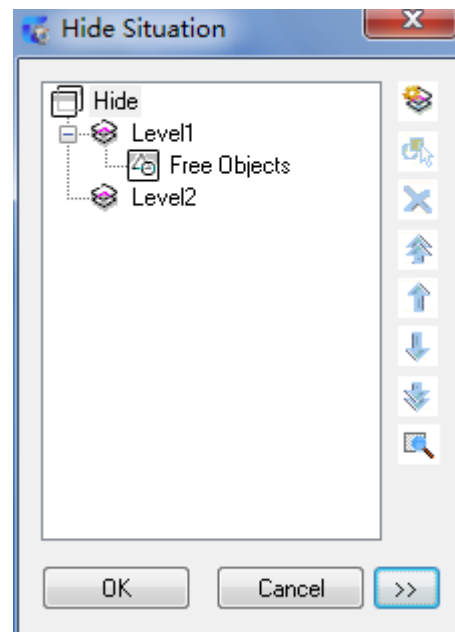 Hide Situation
Hide
Level1
Free Objects
Level2
OK Cancel >>